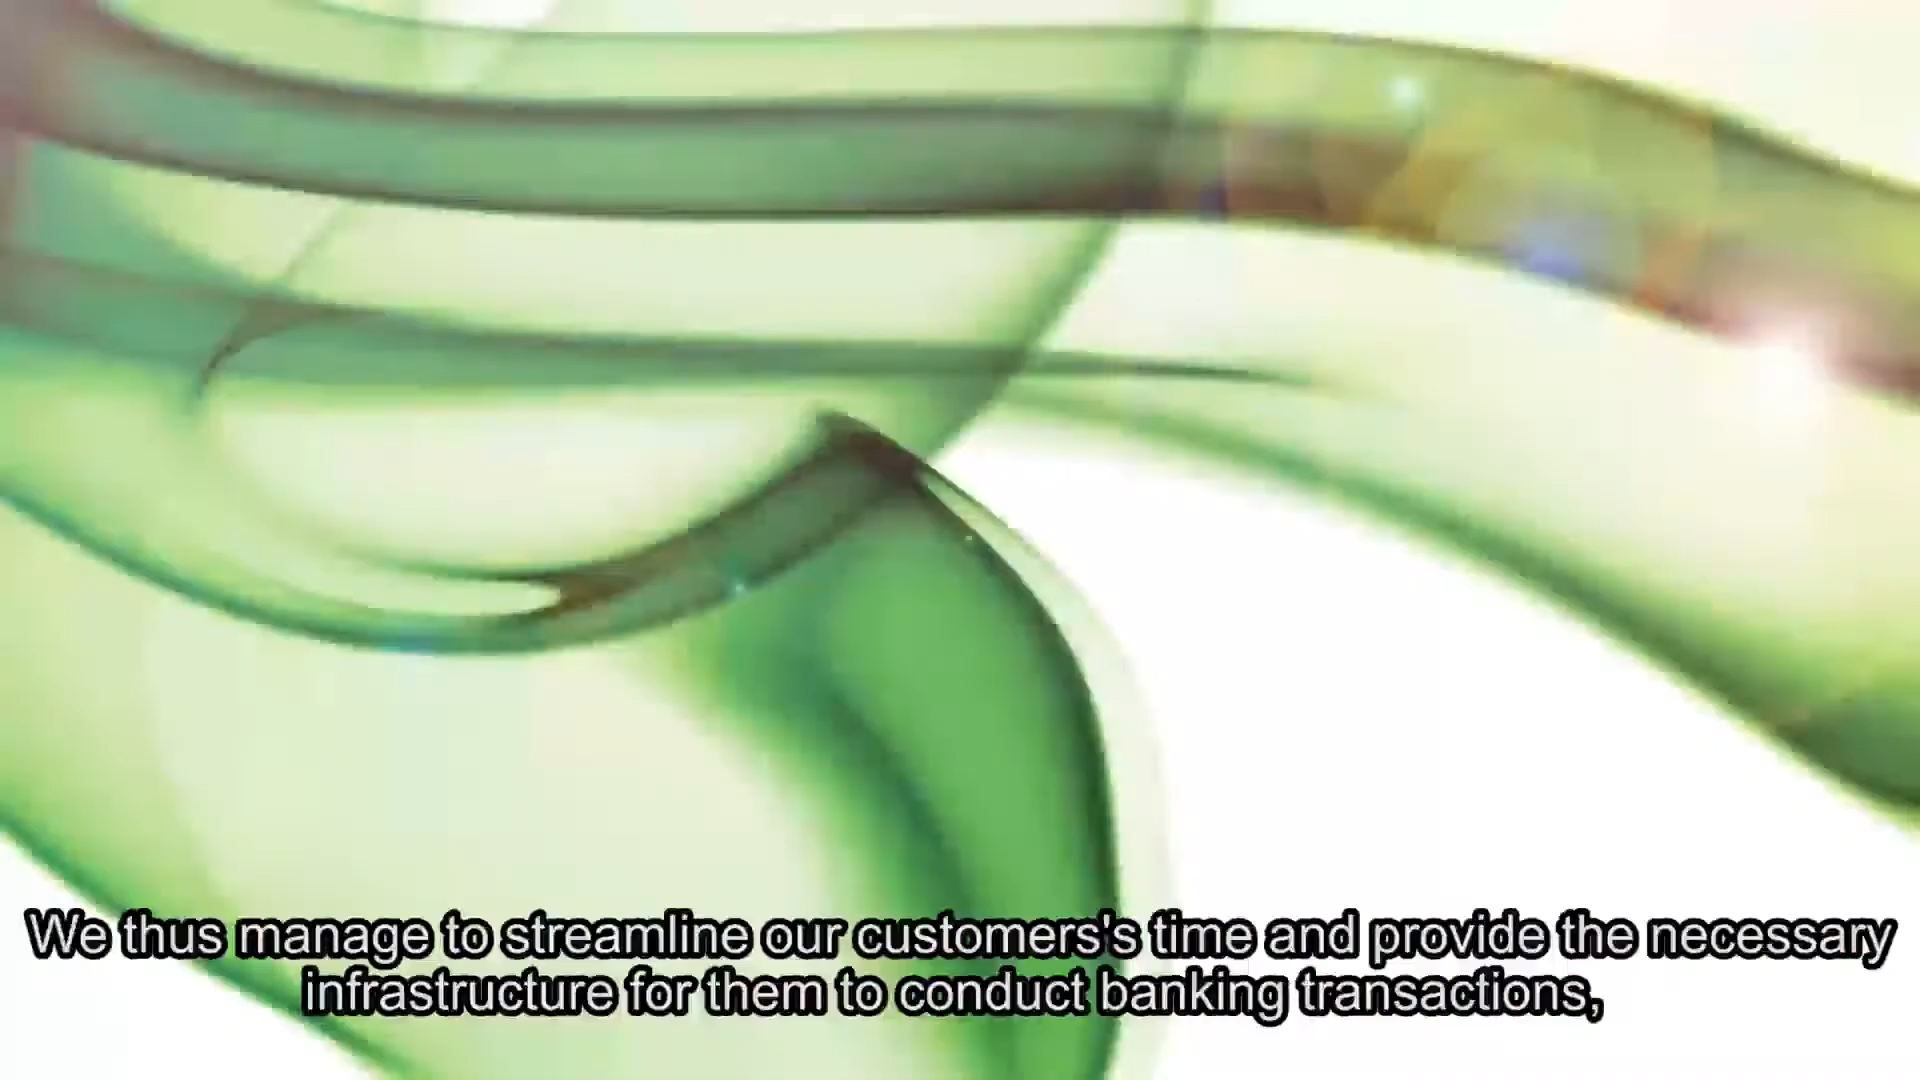 We thus manage to streamline our customers's time and provide the necessary
infrastructure for them to conduct banking transactions,